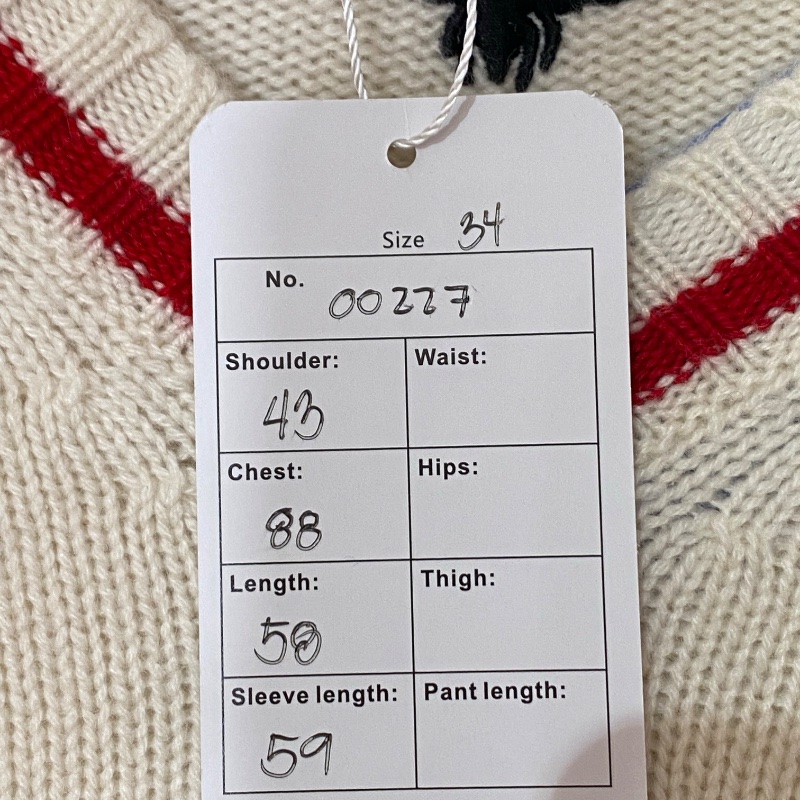 Size 34
No. 00227
Shoulder: 43
Waist:
Chest: 88
Hips:
Length: 58
Thigh:
Sleeve length: 59
Pant length: